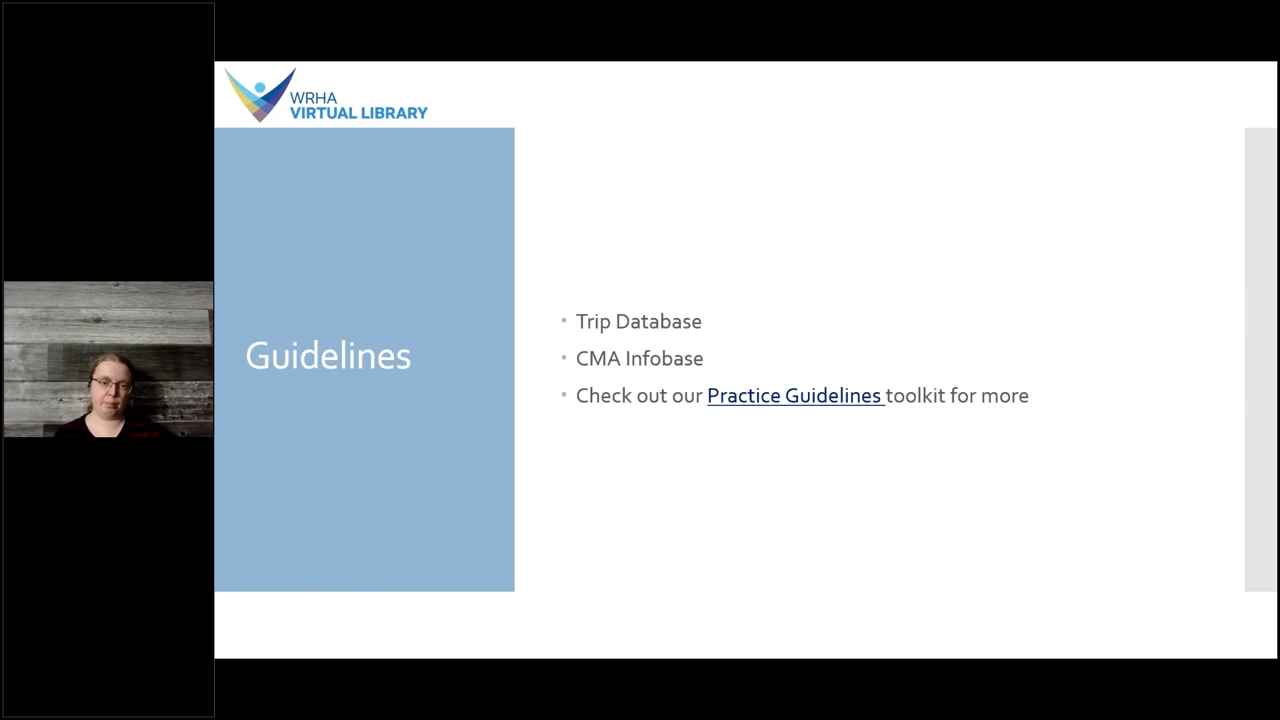 WRHA
VIRTUAL LIBRARY
Guidelines
• Trip Database
• CMA Infobase
• Check out our Practice Guidelines toolkit for more